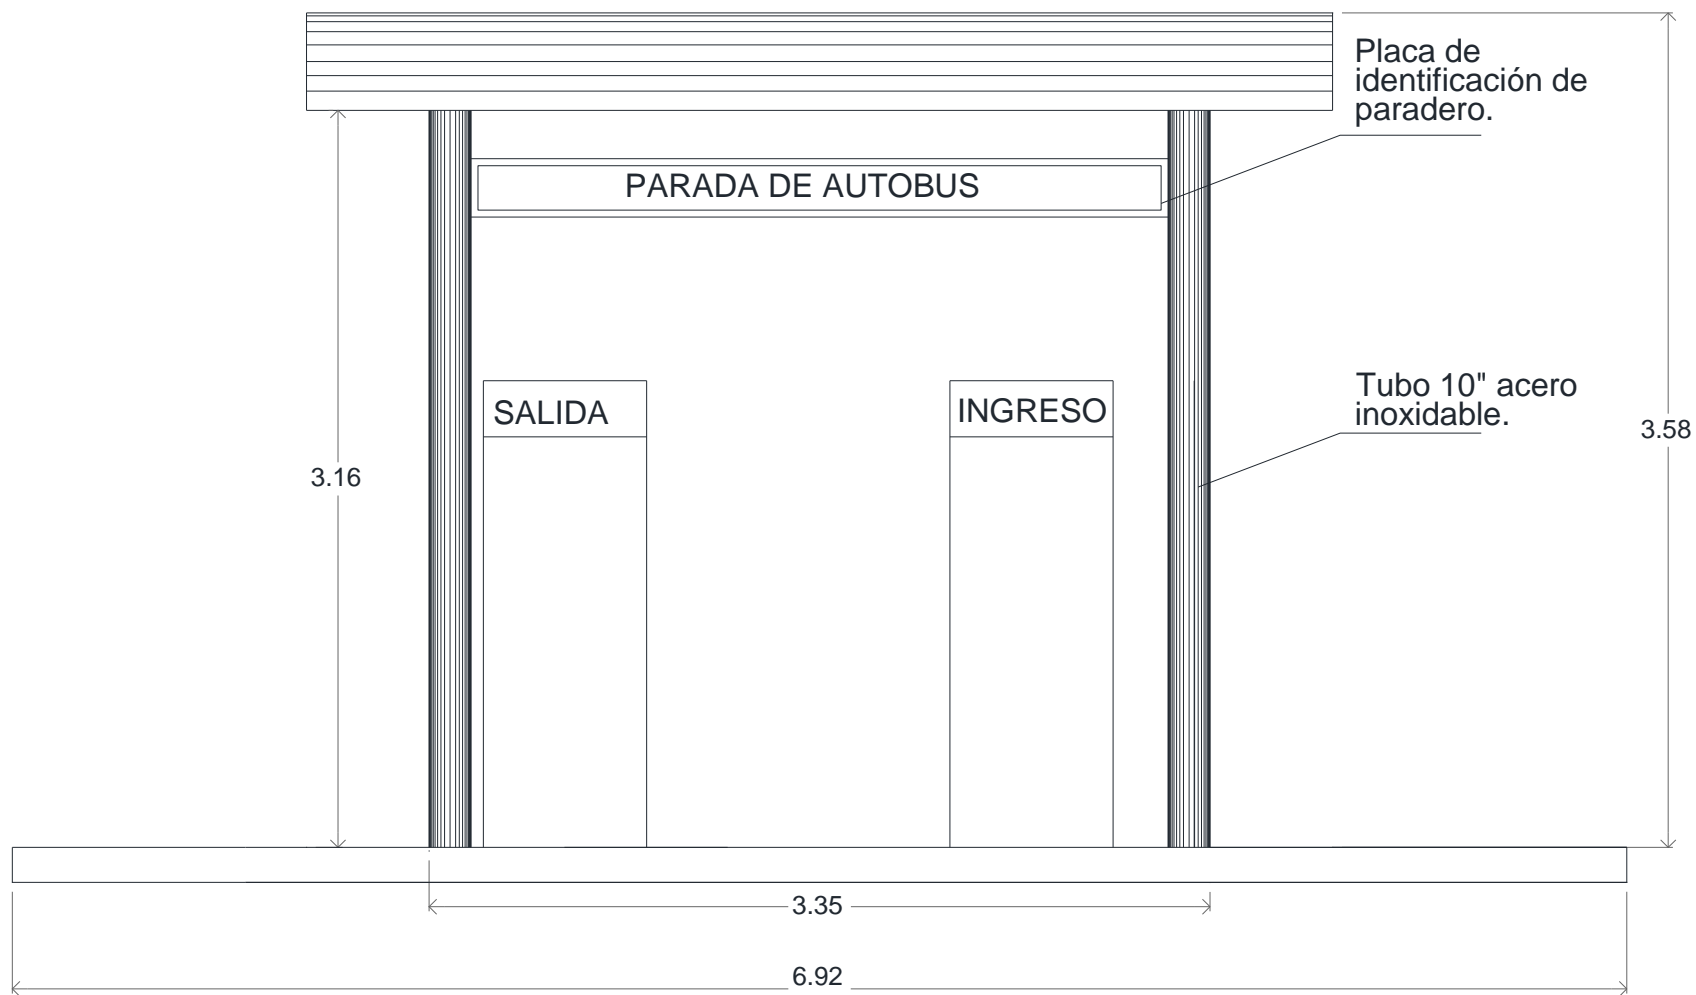 Placa de
identificación de
paradero.
PARADA DE AUTOBUS
SALIDA
INGRESO
Tubo 10" acero
inoxidable.
3.58
3.16
3.35
6.92